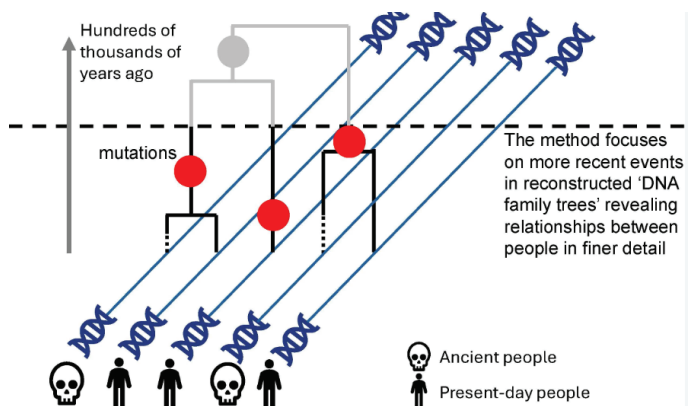 Hundreds of
thousands of
years ago
mutations
The method focuses
on more recent events
in reconstructed ‘DNA
family trees’ revealing
relationships between
people in finer detail
Ancient people
Present-day people